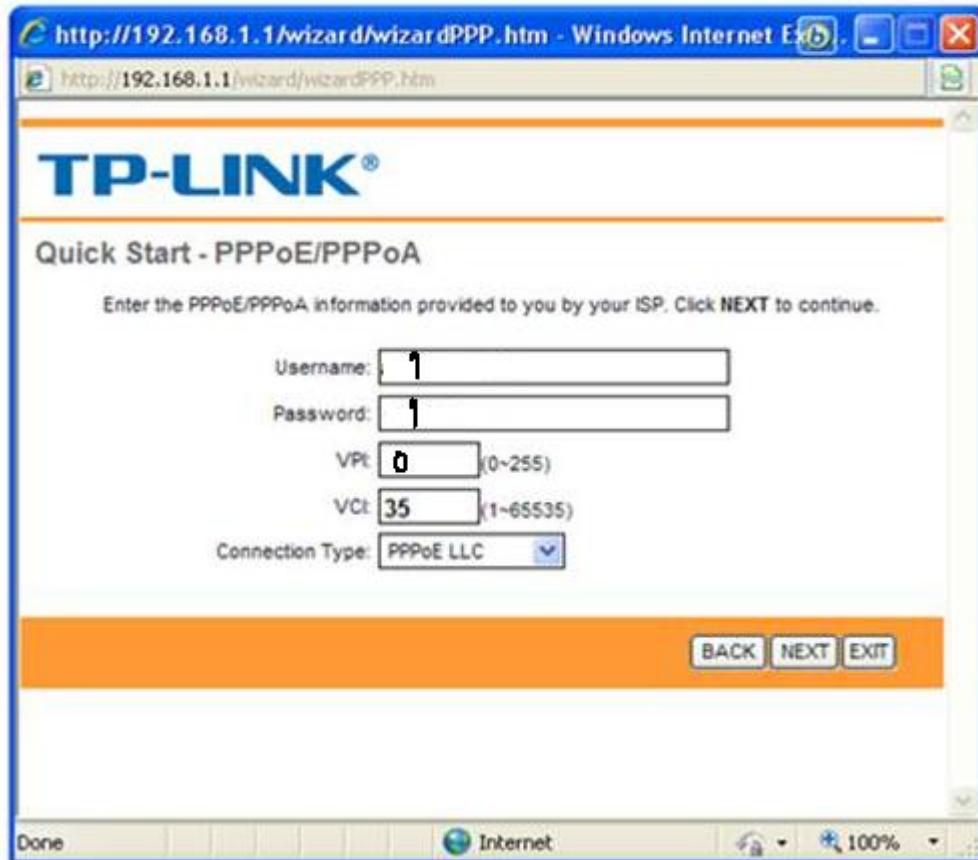 http://192.168.1.1/wizard/wizardPPP.htm - Windows Internet Ex...
http://192.168.1.1/wizard/wizardPPP.htm
TP-LINK®
Quick Start - PPPoE/PPPoA
Enter the PPPoE/PPPoA information provided to you by your ISP. Click NEXT to continue.
Username: 1
Password: 1
VPI: 0 (0~255)
VCI: 35 (1~65535)
Connection Type: PPPoE LLC
BACK NEXT EXIT
Done Internet 100%